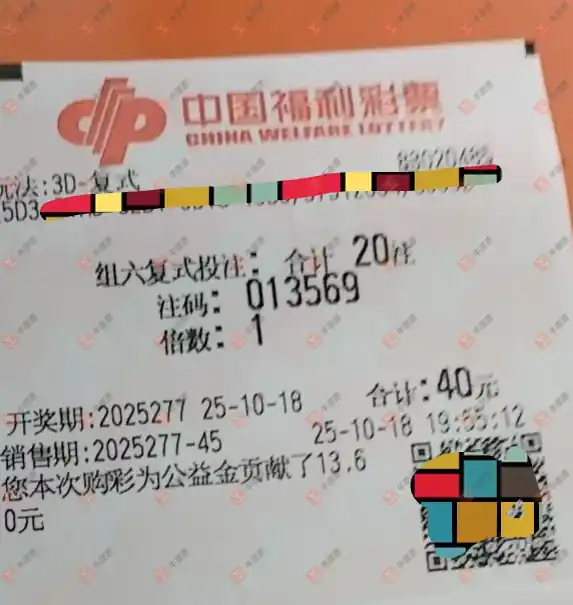 中国福利彩票
CHINA WELFARE LOTTERY
83020489
玩法:3D-复式
组六复式投注: 合计 20注
注码: 013569
倍数: 1
合计:40元
开奖期:2025277 25-10-18
销售期:2025277-45 25-10-18 19:55:12
您本次购彩为公益金贡献了13.6
0元